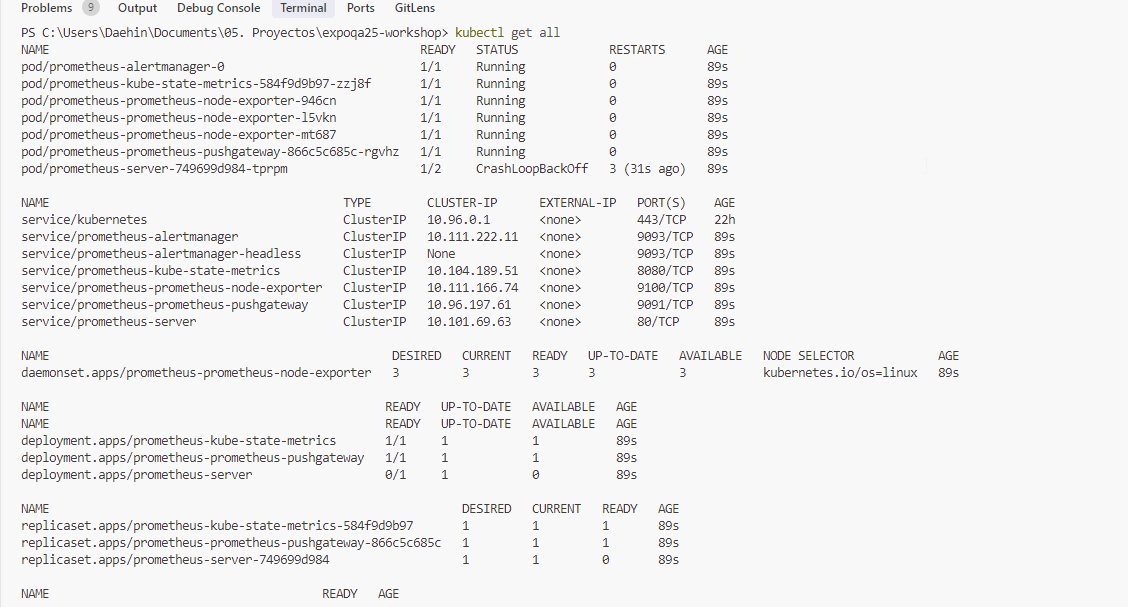 Problems 9 Output Debug Console Terminal Ports GitLens
PS C:\Users\Daehin\Documents\05. Proyectos\expoqa25-workshop> kubectl get all
NAME READY STATUS RESTARTS AGE
pod/prometheus-alertmanager-0 1/1 Running 0 89s
pod/prometheus-kube-state-metrics-584f9d9b97-zzj8f 1/1 Running 0 89s
pod/prometheus-prometheus-node-exporter-946cn 1/1 Running 0 89s
pod/prometheus-prometheus-node-exporter-l5vkn 1/1 Running 0 89s
pod/prometheus-prometheus-node-exporter-mt687 1/1 Running 0 89s
pod/prometheus-prometheus-pushgateway-866c5c685c-rgvhz 1/1 Running 0 89s
pod/prometheus-server-749699d984-tprpm 1/2 CrashLoopBackOff 3 (31s ago) 89s
NAME TYPE CLUSTER-IP EXTERNAL-IP PORT(S) AGE
service/kubernetes ClusterIP 10.96.0.1 <none> 443/TCP 22h
service/prometheus-alertmanager ClusterIP 10.111.222.11 <none> 9093/TCP 89s
service/prometheus-alertmanager-headless ClusterIP None <none> 9093/TCP 89s
service/prometheus-kube-state-metrics ClusterIP 10.104.189.51 <none> 8080/TCP 89s
service/prometheus-prometheus-node-exporter ClusterIP 10.111.166.74 <none> 9100/TCP 89s
service/prometheus-prometheus-pushgateway ClusterIP 10.96.197.61 <none> 9091/TCP 89s
service/prometheus-server ClusterIP 10.101.69.63 <none> 80/TCP 89s
NAME DESIRED CURRENT READY UP-TO-DATE AVAILABLE NODE SELECTOR AGE
daemonset.apps/prometheus-prometheus-node-exporter 3 3 3 3 3 kubernetes.io/os=linux 89s
NAME READY UP-TO-DATE AVAILABLE AGE
NAME READY UP-TO-DATE AVAILABLE AGE
deployment.apps/prometheus-kube-state-metrics 1/1 1 1 89s
deployment.apps/prometheus-prometheus-pushgateway 1/1 1 1 89s
deployment.apps/prometheus-server 0/1 1 0 89s
NAME DESIRED CURRENT READY AGE
replicaset.apps/prometheus-kube-state-metrics-584f9d9b97 1 1 1 89s
replicaset.apps/prometheus-prometheus-pushgateway-866c5c685c 1 1 1 89s
replicaset.apps/prometheus-server-749699d984 1 1 0 89s
NAME READY AGE